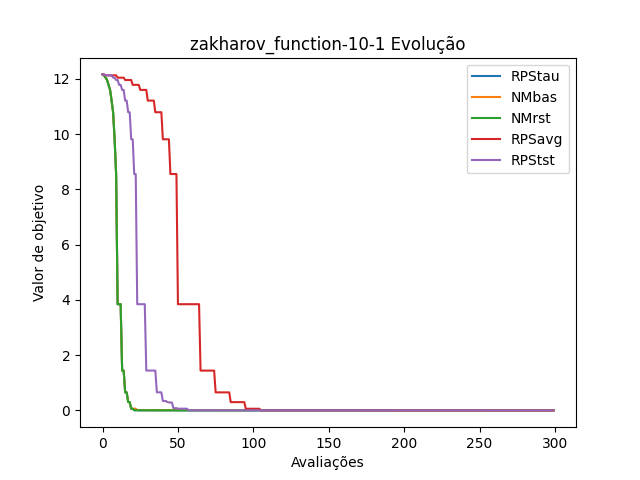 zakharov_function-10-1 Evolução
RPStau
NMbas
NMrst
RPSavg
RPStst
Valor de objetivo
12
10
8
6
4
2
0
0 50 100 150 200 250 300
Avaliações